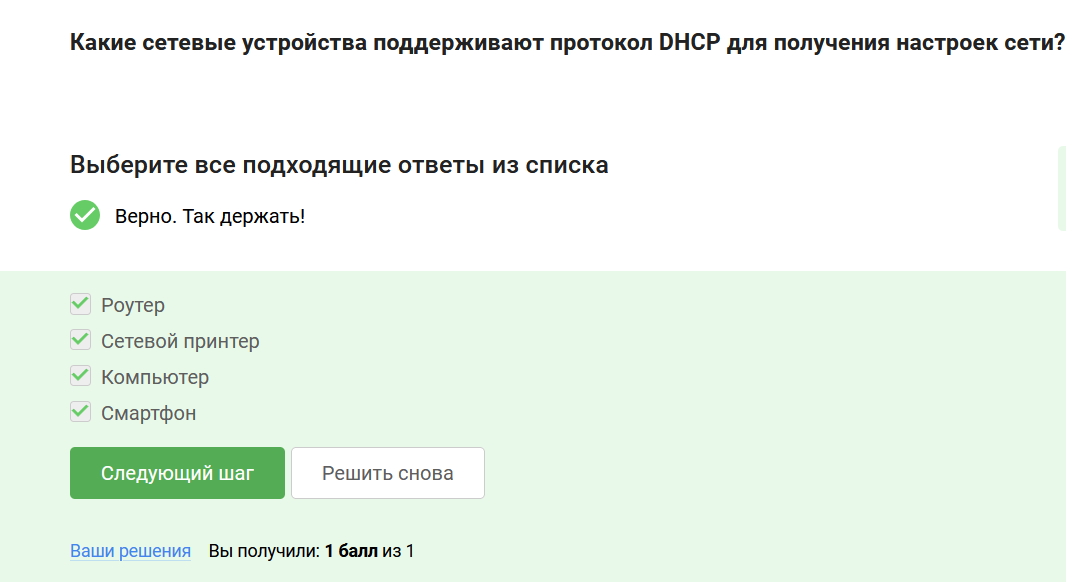 Какие сетевые устройства поддерживают протокол DHCP для получения настроек сети?
Выберите все подходящие ответы из списка
Верно. Так держать!
Роутер
Сетевой принтер
Компьютер
Смартфон
Следующий шаг
Решить снова
Ваши решения Вы получили: 1 балл из 1